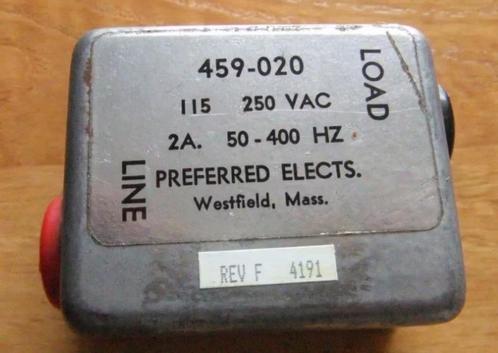 459-020
LOAD
115 250 VAC
2A. 50-400 HZ
LINE
PREFERRED ELECTS.
Westfield, Mass.
REV F 4191